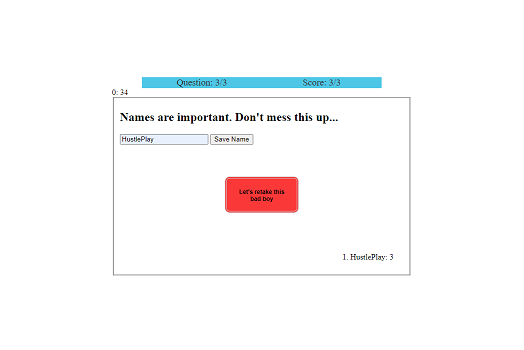 Question: 3/3 Score: 3/3
0: 34
Names are important. Don't mess this up...
HustlePlay Save Name
Let's retake this
bad boy
1. HostlePlay: 3